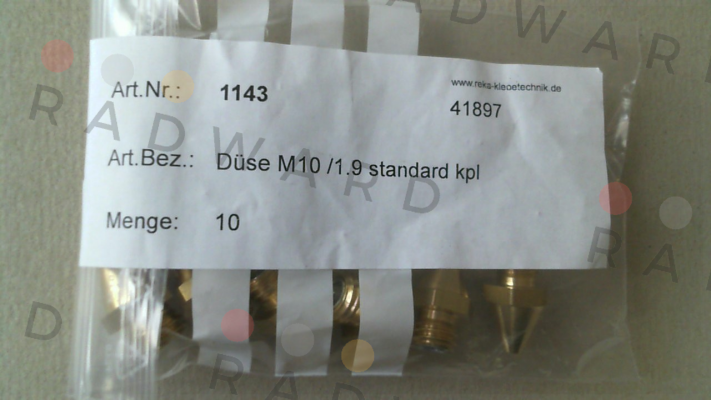 www.reka-klebetechnik.de
Art.Nr.: 1143
41897
Art.Bez.: Düse M10 /1.9 standard kpl
Menge: 10
RADWARD
RADWARD